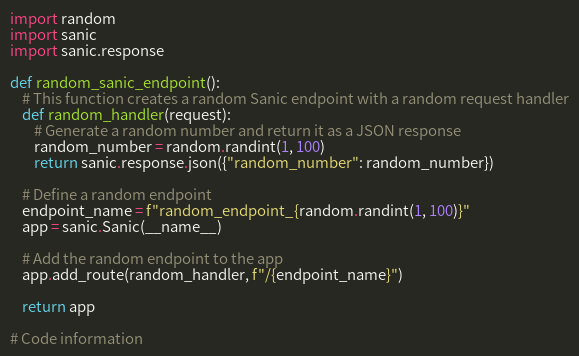 import random
import sanic
import sanic.response

def random_sanic_endpoint():
    # This function creates a random Sanic endpoint with a random request handler
    def random_handler(request):
        # Generate a random number and return it as a JSON response
        random_number = random.randint(1, 100)
        return sanic.response.json({"random_number": random_number})

    # Define a random endpoint
    endpoint_name = f"random_endpoint_{random.randint(1, 100)}"
    app = sanic.Sanic(__name__)

    # Add the random endpoint to the app
    app.add_route(random_handler, f"/{endpoint_name}")

    return app

# Code information